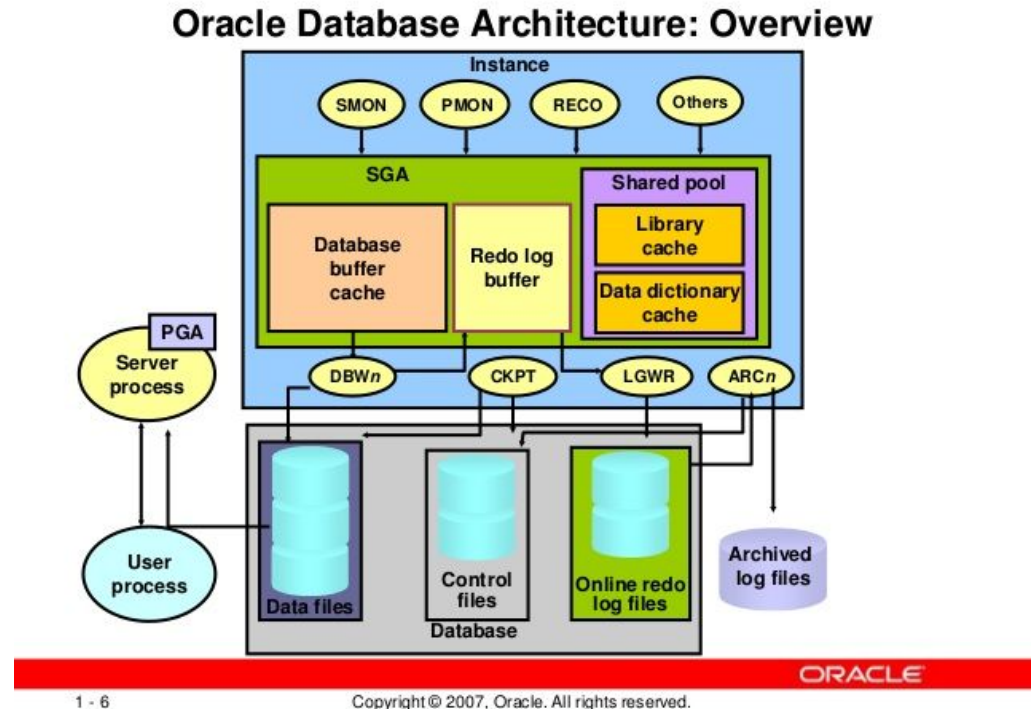 Oracle Database Architecture: Overview
Instance
SMON
PMON
RECO
Others
SGA
Database
buffer
cache
Redo log
buffer
Shared pool
Library
cache
Data dictionary
cache
PGA
Server
process
DBWn
CKPT
LGWR
ARCn
User
process
Data files
Control
files
Online redo
log files
Database
Archived
log files
ORACLE
1 - 6
Copyright © 2007, Oracle. All rights reserved.